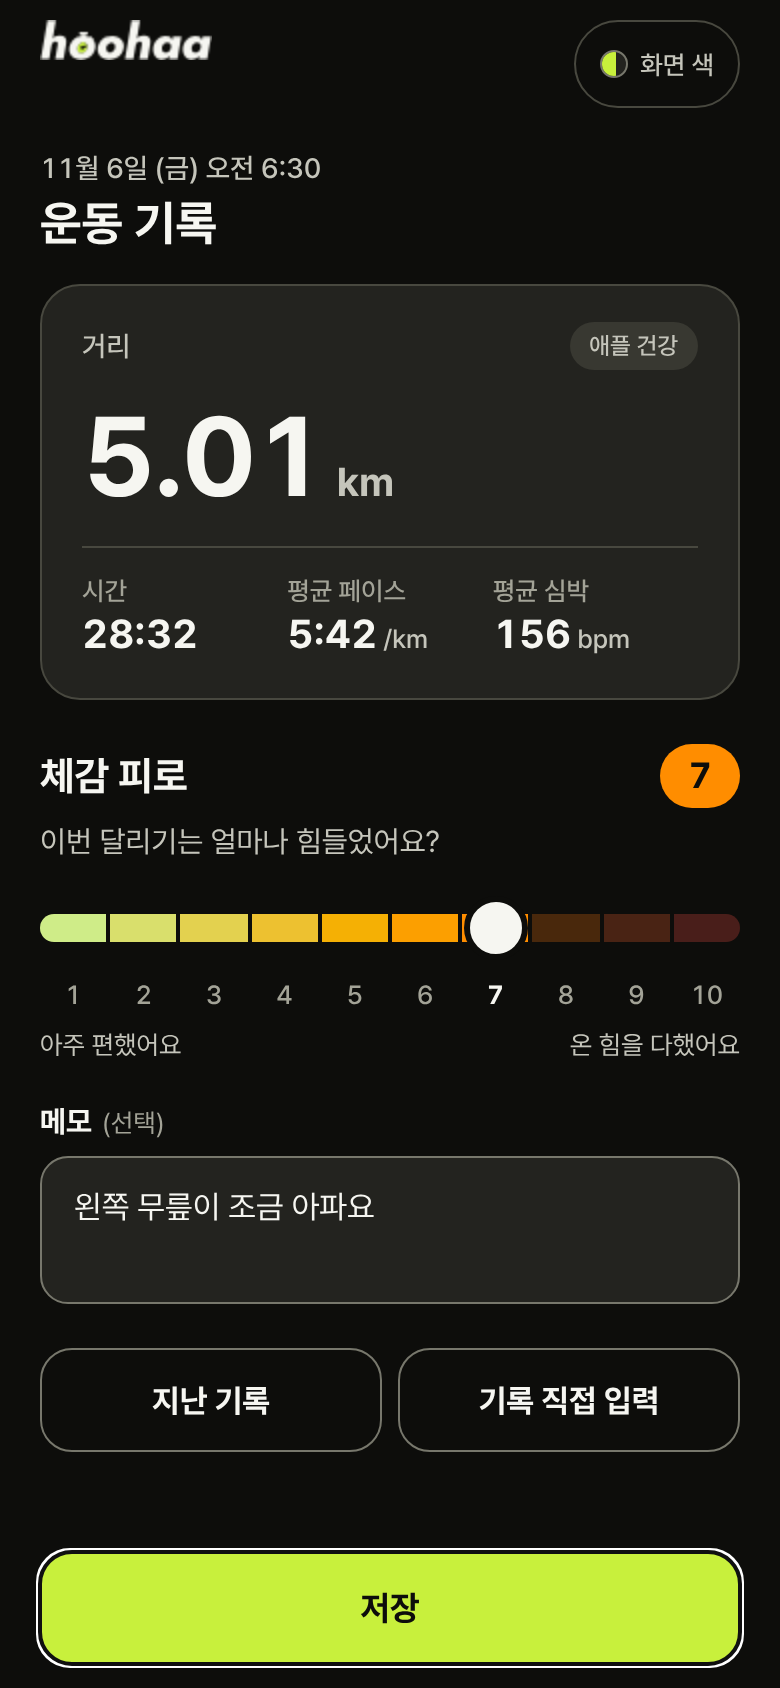 hoohaa
화면 색
11월 6일 (금) 오전 6:30
운동 기록
거리
애플 건강
5.01 km
시간 평균 페이스 평균 심박
28:32 5:42 /km 156 bpm
체감 피로
7
이번 달리기는 얼마나 힘들었어요?
1 2 3 4 5 6 7 8 9 10
아주 편했어요 온 힘을 다했어요
메모 (선택)
왼쪽 무릎이 조금 아파요
지난 기록 기록 직접 입력
저장